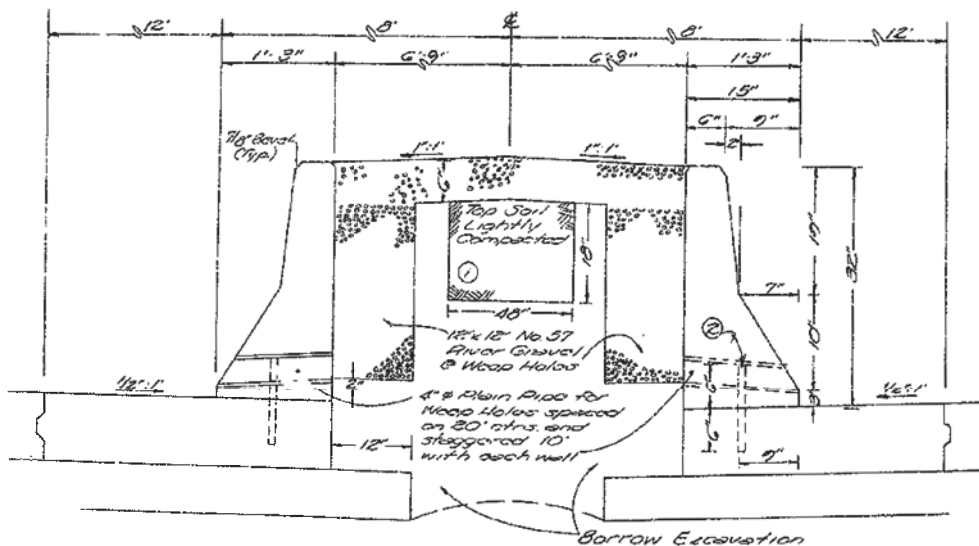 12' 8' ℄ 8' 12'
1'-3" 6'-9" 6'-9" 1'-3"
15"
6" 9"
2"
7/8" Bevel
(Typ.)
1":1' 1":1'
6"
Top Soil
Lightly
Compacted
1
18"
48"
19"
32"
7"
10"
3"
12"x 12" No. 57
River Gravel
@ Weep Holes
2
1/2":1' 1/2":1'
2"
6"
6"
4" φ Plain Pipe for
Weep Holes spaced
on 20' ctrs. and
staggered 10'
with each wall
12"
9"
Borrow Excavation